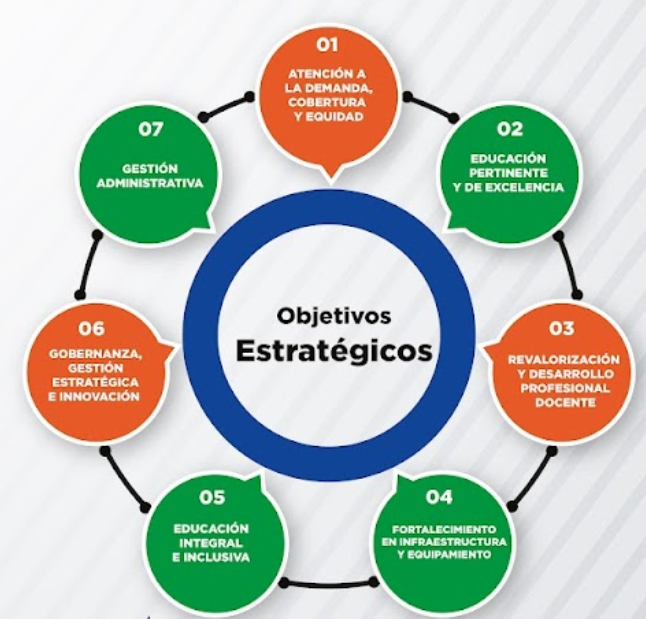 01
ATENCIÓN A
LA DEMANDA,
COBERTURA
Y EQUIDAD
02
EDUCACIÓN
PERTINENTE
Y DE EXCELENCIA
03
REVALORIZACIÓN
Y DESARROLLO
PROFESIONAL
DOCENTE
04
FORTALECIMIENTO
EN INFRAESTRUCTURA
Y EQUIPAMIENTO
05
EDUCACIÓN
INTEGRAL
E INCLUSIVA
06
GOBERNANZA,
GESTIÓN
ESTRATÉGICA
E INNOVACIÓN
07
GESTIÓN
ADMINISTRATIVA
Objetivos
Estratégicos